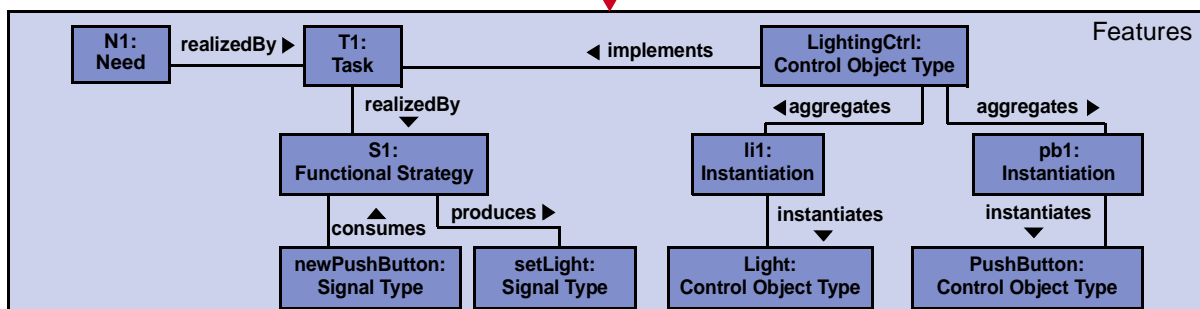 Features
N1:
Need
realizedBy ▶
T1:
Task
◀ implements
LightingCtrl:
Control Object Type
realizedBy
▼
◀aggregates
aggregates ▶
S1:
Functional Strategy
li1:
Instantiation
pb1:
Instantiation
▲
consumes
produces ▶
instantiates
▼
instantiates
▼
newPushButton:
Signal Type
setLight:
Signal Type
Light:
Control Object Type
PushButton:
Control Object Type